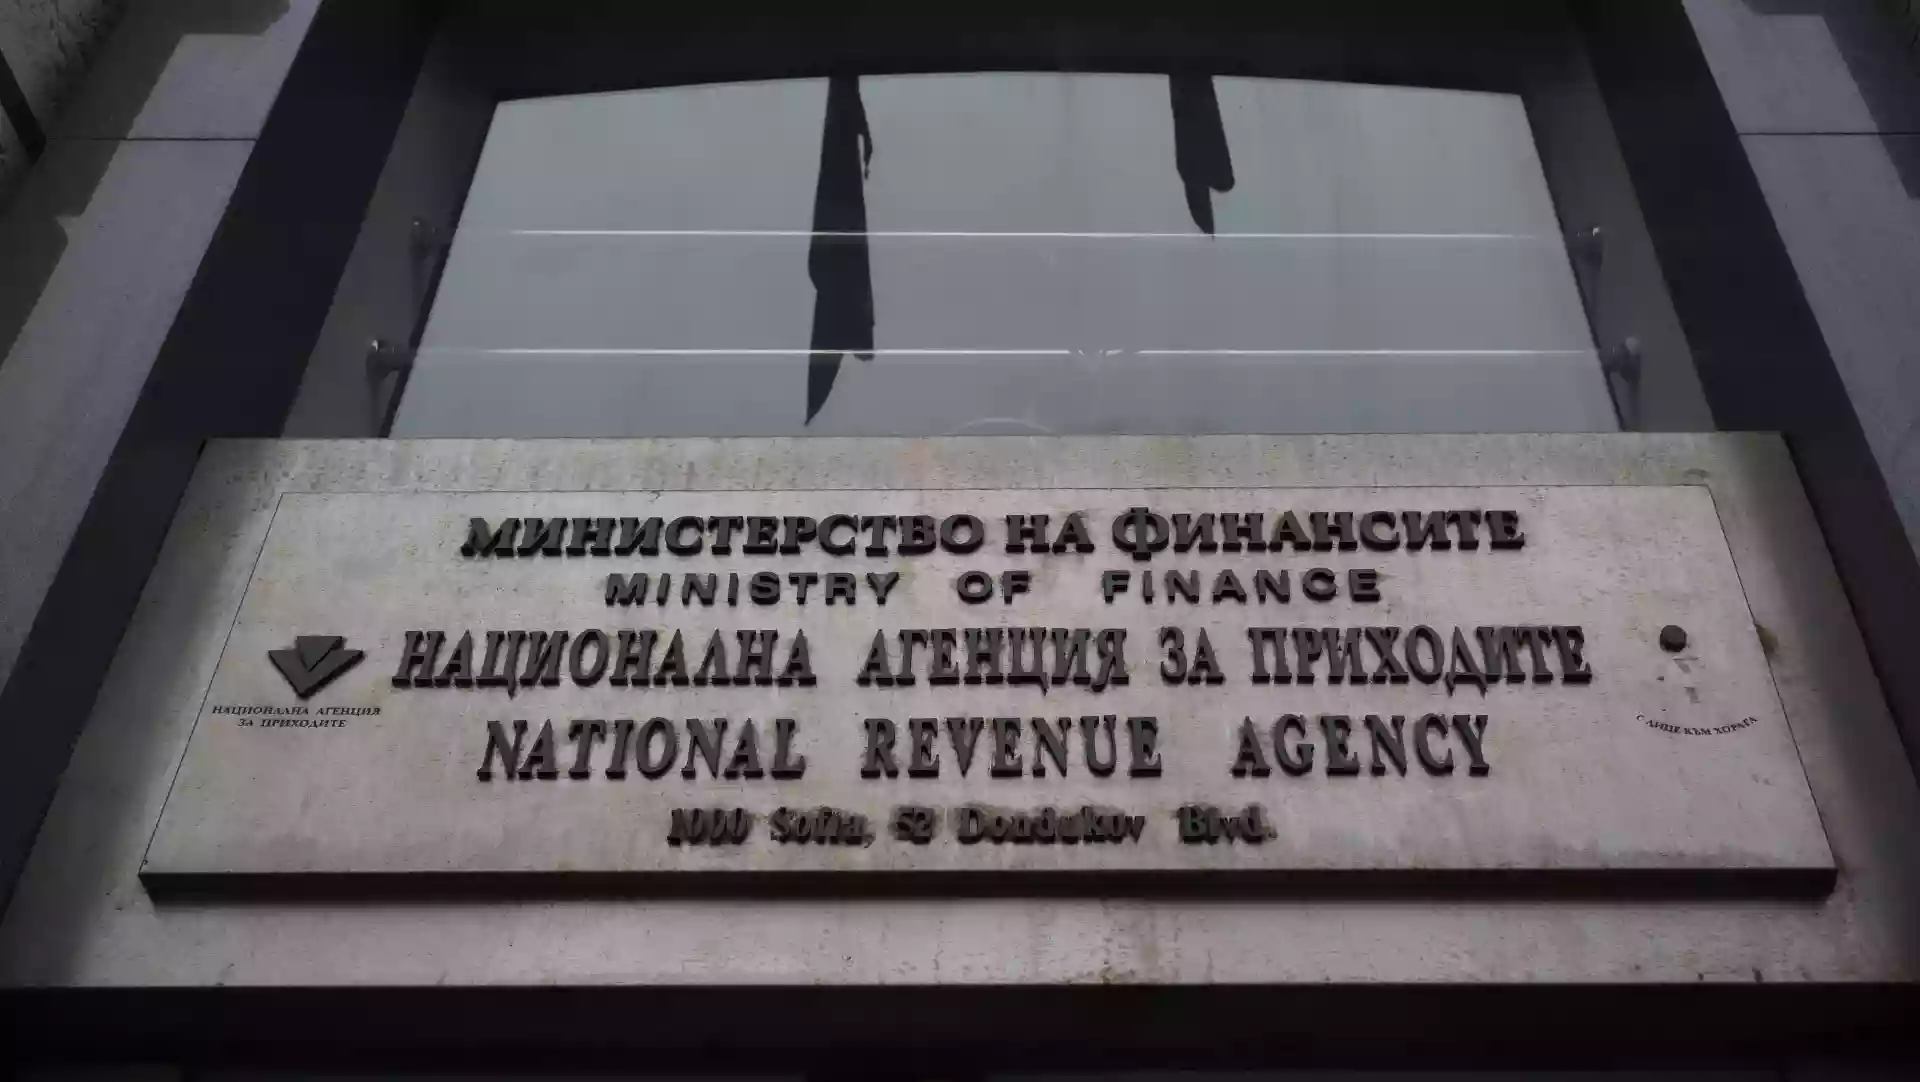 МИНИСТЕРСТВО НА ФИНАНСИТЕ
MINISTRY OF FINANCE
НАЦИОНАЛНА АГЕНЦИЯ ЗА ПРИХОДИТЕ
NATIONAL REVENUE AGENCY
1000 Sofia, 52 Dondukov Blvd.
НАЦИОНАЛНА АГЕНЦИЯ
ЗА ПРИХОДИТЕ
С ЛИЦЕ КЪМ ХОРАТА